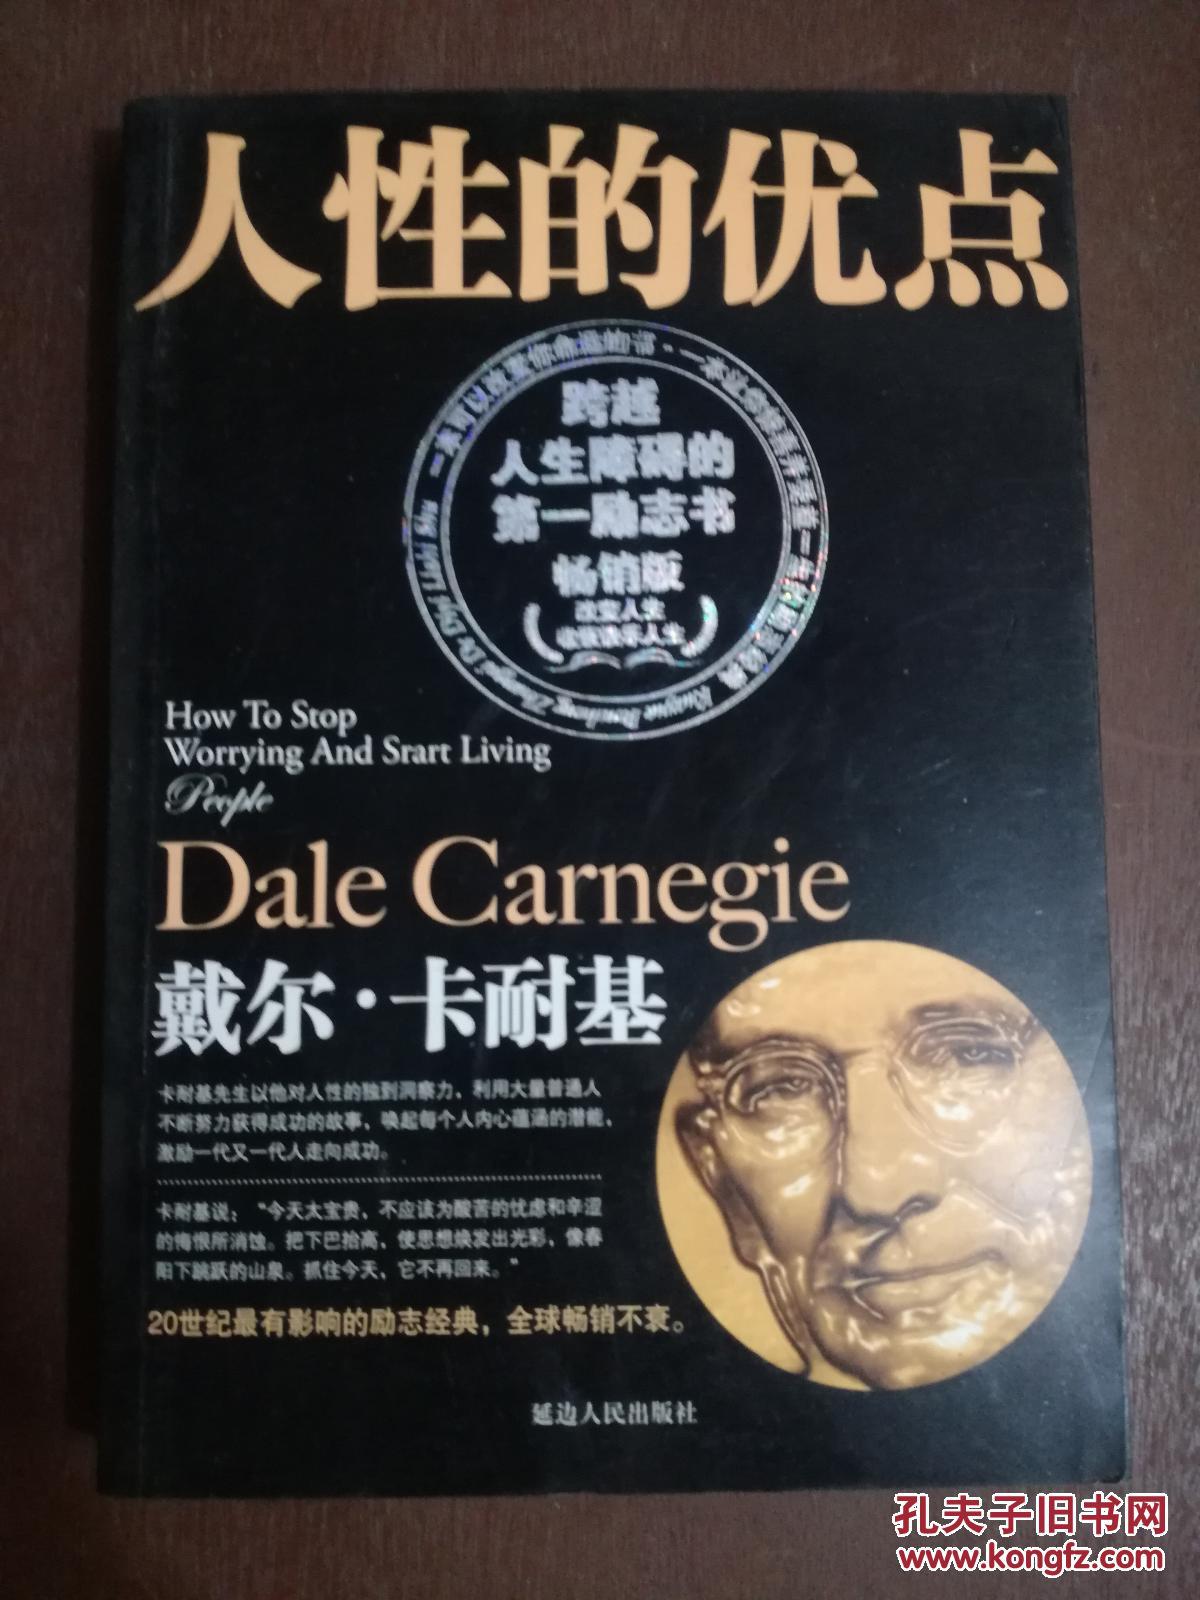 人性的优点
跨越
人生障碍的
第一励志书
畅销版
改变人生
How To Stop
Worrying And Srart Living
People
Dale Carnegie
戴尔·卡耐基
卡耐基先生以他对人性的独到洞察力，利用大量普通人
不断努力获得成功的故事，唤起每个人内心蕴涵的潜能，
激励一代又一代人走向成功。
卡耐基说：“今天太宝贵，不应该为酸苦的忧虑和辛涩
的悔恨所消蚀。把下巴抬高，使思想焕发出光彩，像春
阳下跳跃的山泉。抓住今天，它不再回来。”
20世纪最有影响的励志经典，全球畅销不衰。
延边人民出版社
孔夫子旧书网
www.kongfz.com